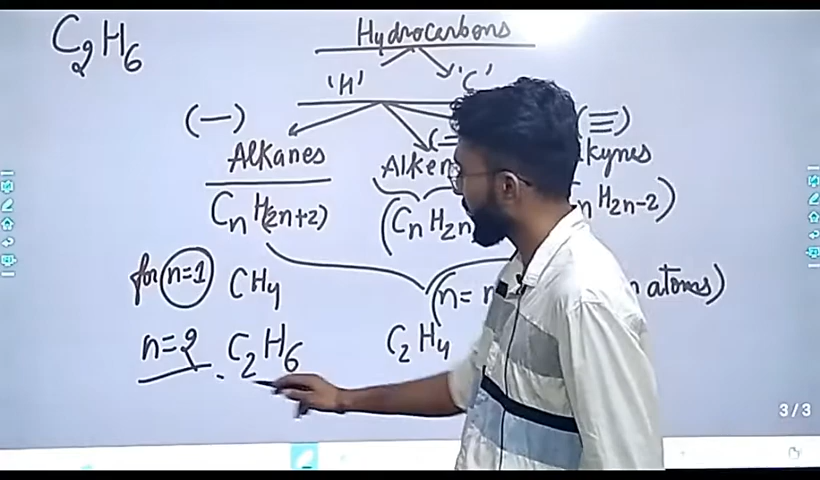 C2H6
Hydrocarbons
'H' 'C'
(−) (≡)
Alkanes Alken kynes
CnH(2n+2) (CnH2n nH2n-2)
for n=1 CH4 (n= n atoms)
n=2 C2H6 C2H4
3/3